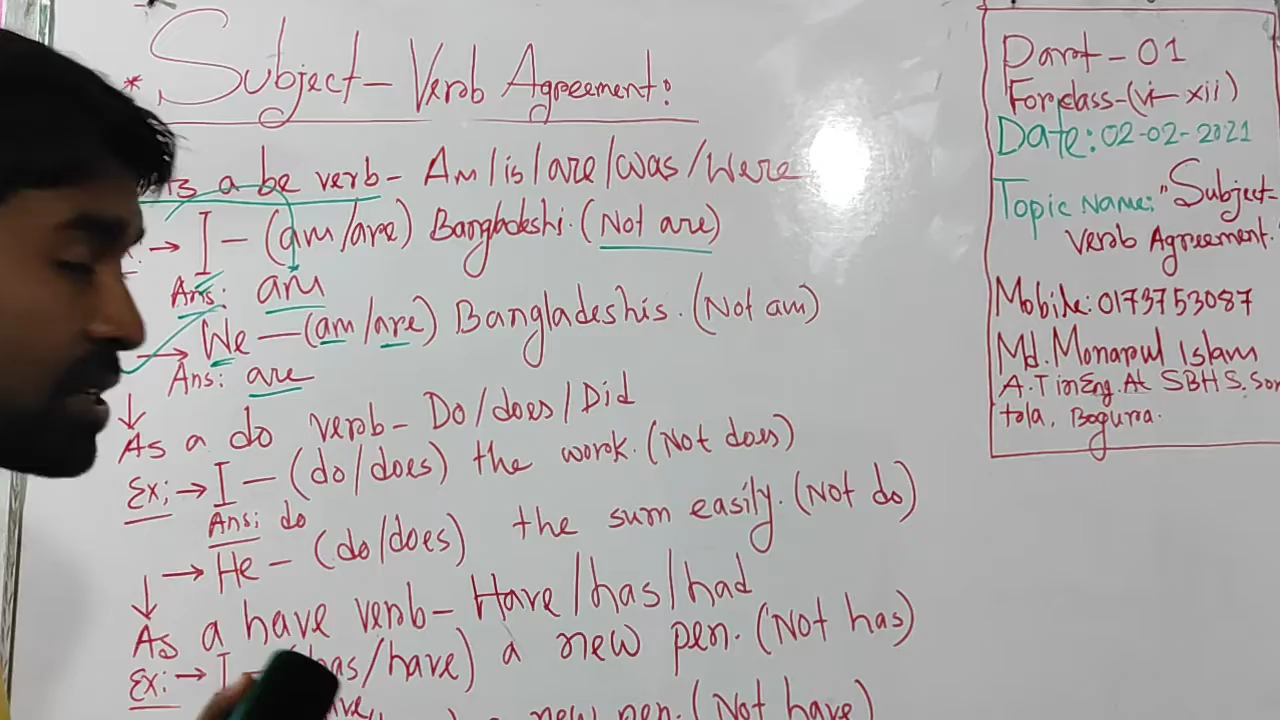 * Subject-Verb Agreement:
As a be verb- Am/is/are/was/Were
→ I - (am/are) Bangladeshi. (Not are)
Ans: am
→ We - (am/are) Bangladeshis. (Not am)
Ans: are
As a do verb- Do/does/Did
Ex: → I - (do/does) the work. (Not does)
Ans: do
→ He - (do/does) the sum easily. (Not do)
As a have verb- Have/has/had
Ex: → I - (has/have) a new pen. (Not has)
a new pen. (Not have)
Part-01
For class-(vi-xii)
Date: 02-02-2021
Topic Name: "Subject-
Verb Agreement.
Mobile: 0173753087
Md. Monarul Islam
A.T in Eng. At SBHS. Son
tola, Bogura.